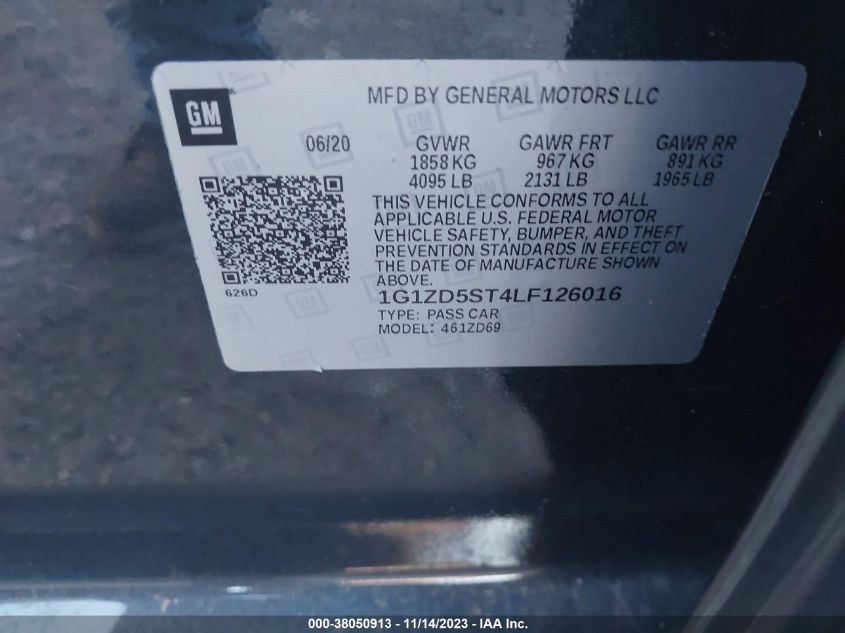 GM
MFD BY GENERAL MOTORS LLC
06/20 GVWR GAWR FRT GAWR RR
1858 KG 967 KG 891 KG
4095 LB 2131 LB 1965 LB
THIS VEHICLE CONFORMS TO ALL
APPLICABLE U.S. FEDERAL MOTOR
VEHICLE SAFETY, BUMPER, AND THEFT
PREVENTION STANDARDS IN EFFECT ON
THE DATE OF MANUFACTURE SHOWN
ABOVE.
626D
1G1ZD5ST4LF126016
TYPE: PASS CAR
MODEL: 461ZD69
000-38050913 - 11/14/2023 - IAA Inc.